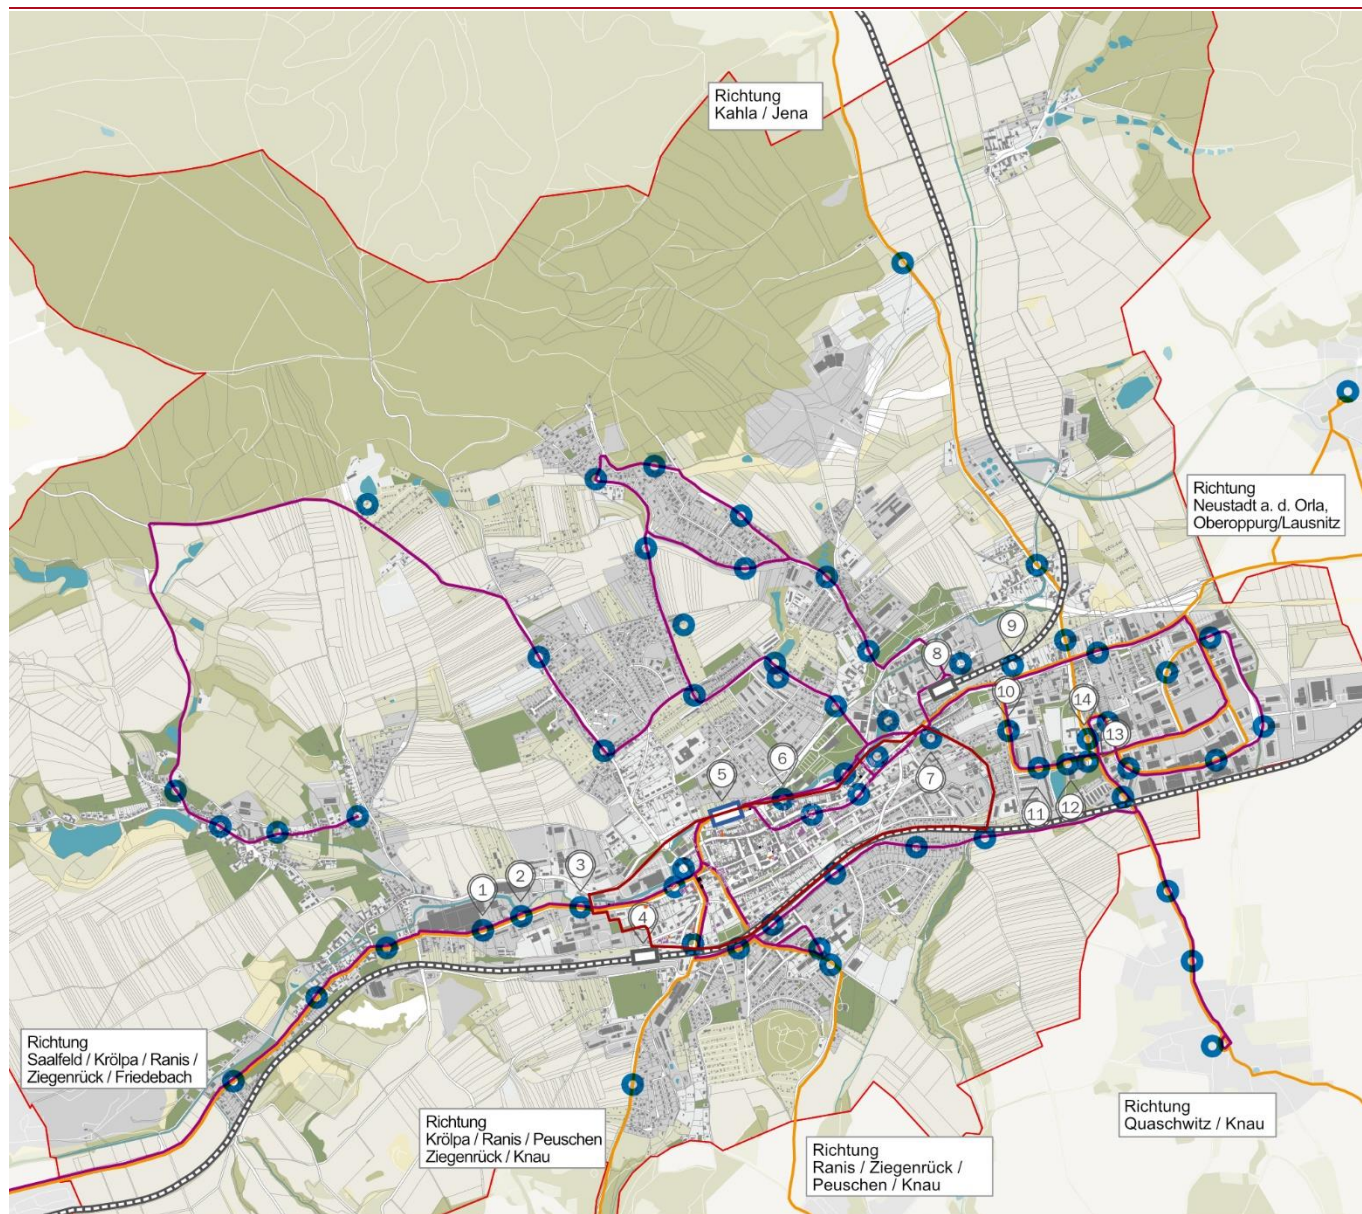 Richtung
Kahla / Jena
Richtung
Neustadt a. d. Orla,
Oberoppurg/Lausnitz
9
8
10
14
13
6
5
7
11
12
3
2
1
4
Richtung
Saalfeld / Krölpa / Ranis /
Ziegenrück / Friedebach
Richtung
Krölpa / Ranis / Peuschen
Ziegenrück / Knau
Richtung
Ranis / Ziegenrück /
Peuschen / Knau
Richtung
Quaschwitz / Knau